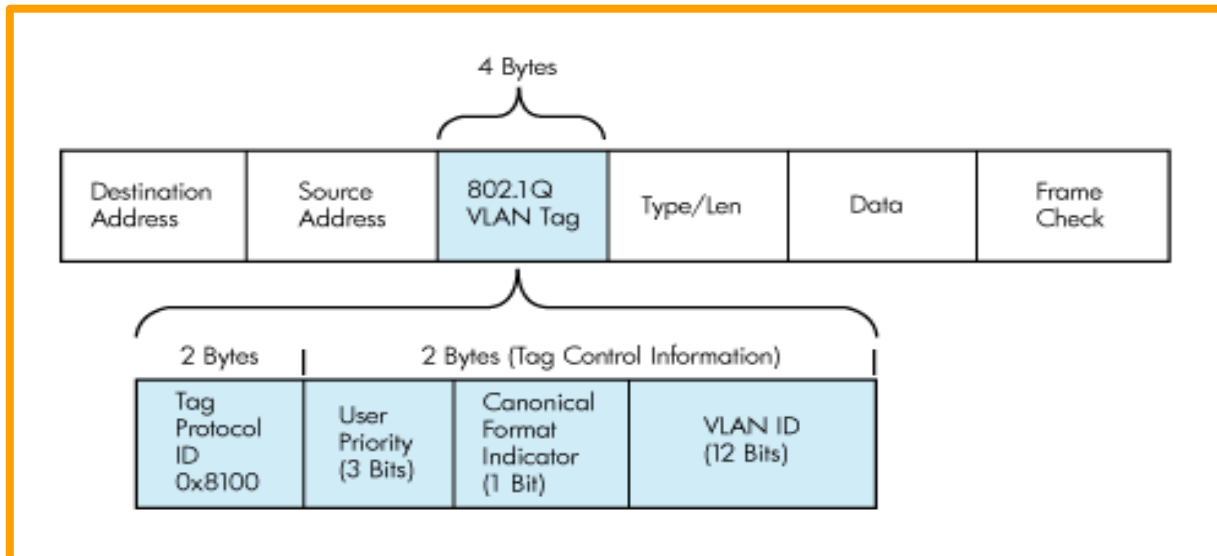 4 Bytes
Destination
Address
Source
Address
802.1Q
VLAN Tag
Type/Len
Data
Frame
Check
2 Bytes
2 Bytes (Tag Control Information)
Tag
Protocol
ID
0x8100
User
Priority
(3 Bits)
Canonical
Format
Indicator
(1 Bit)
VLAN ID
(12 Bits)